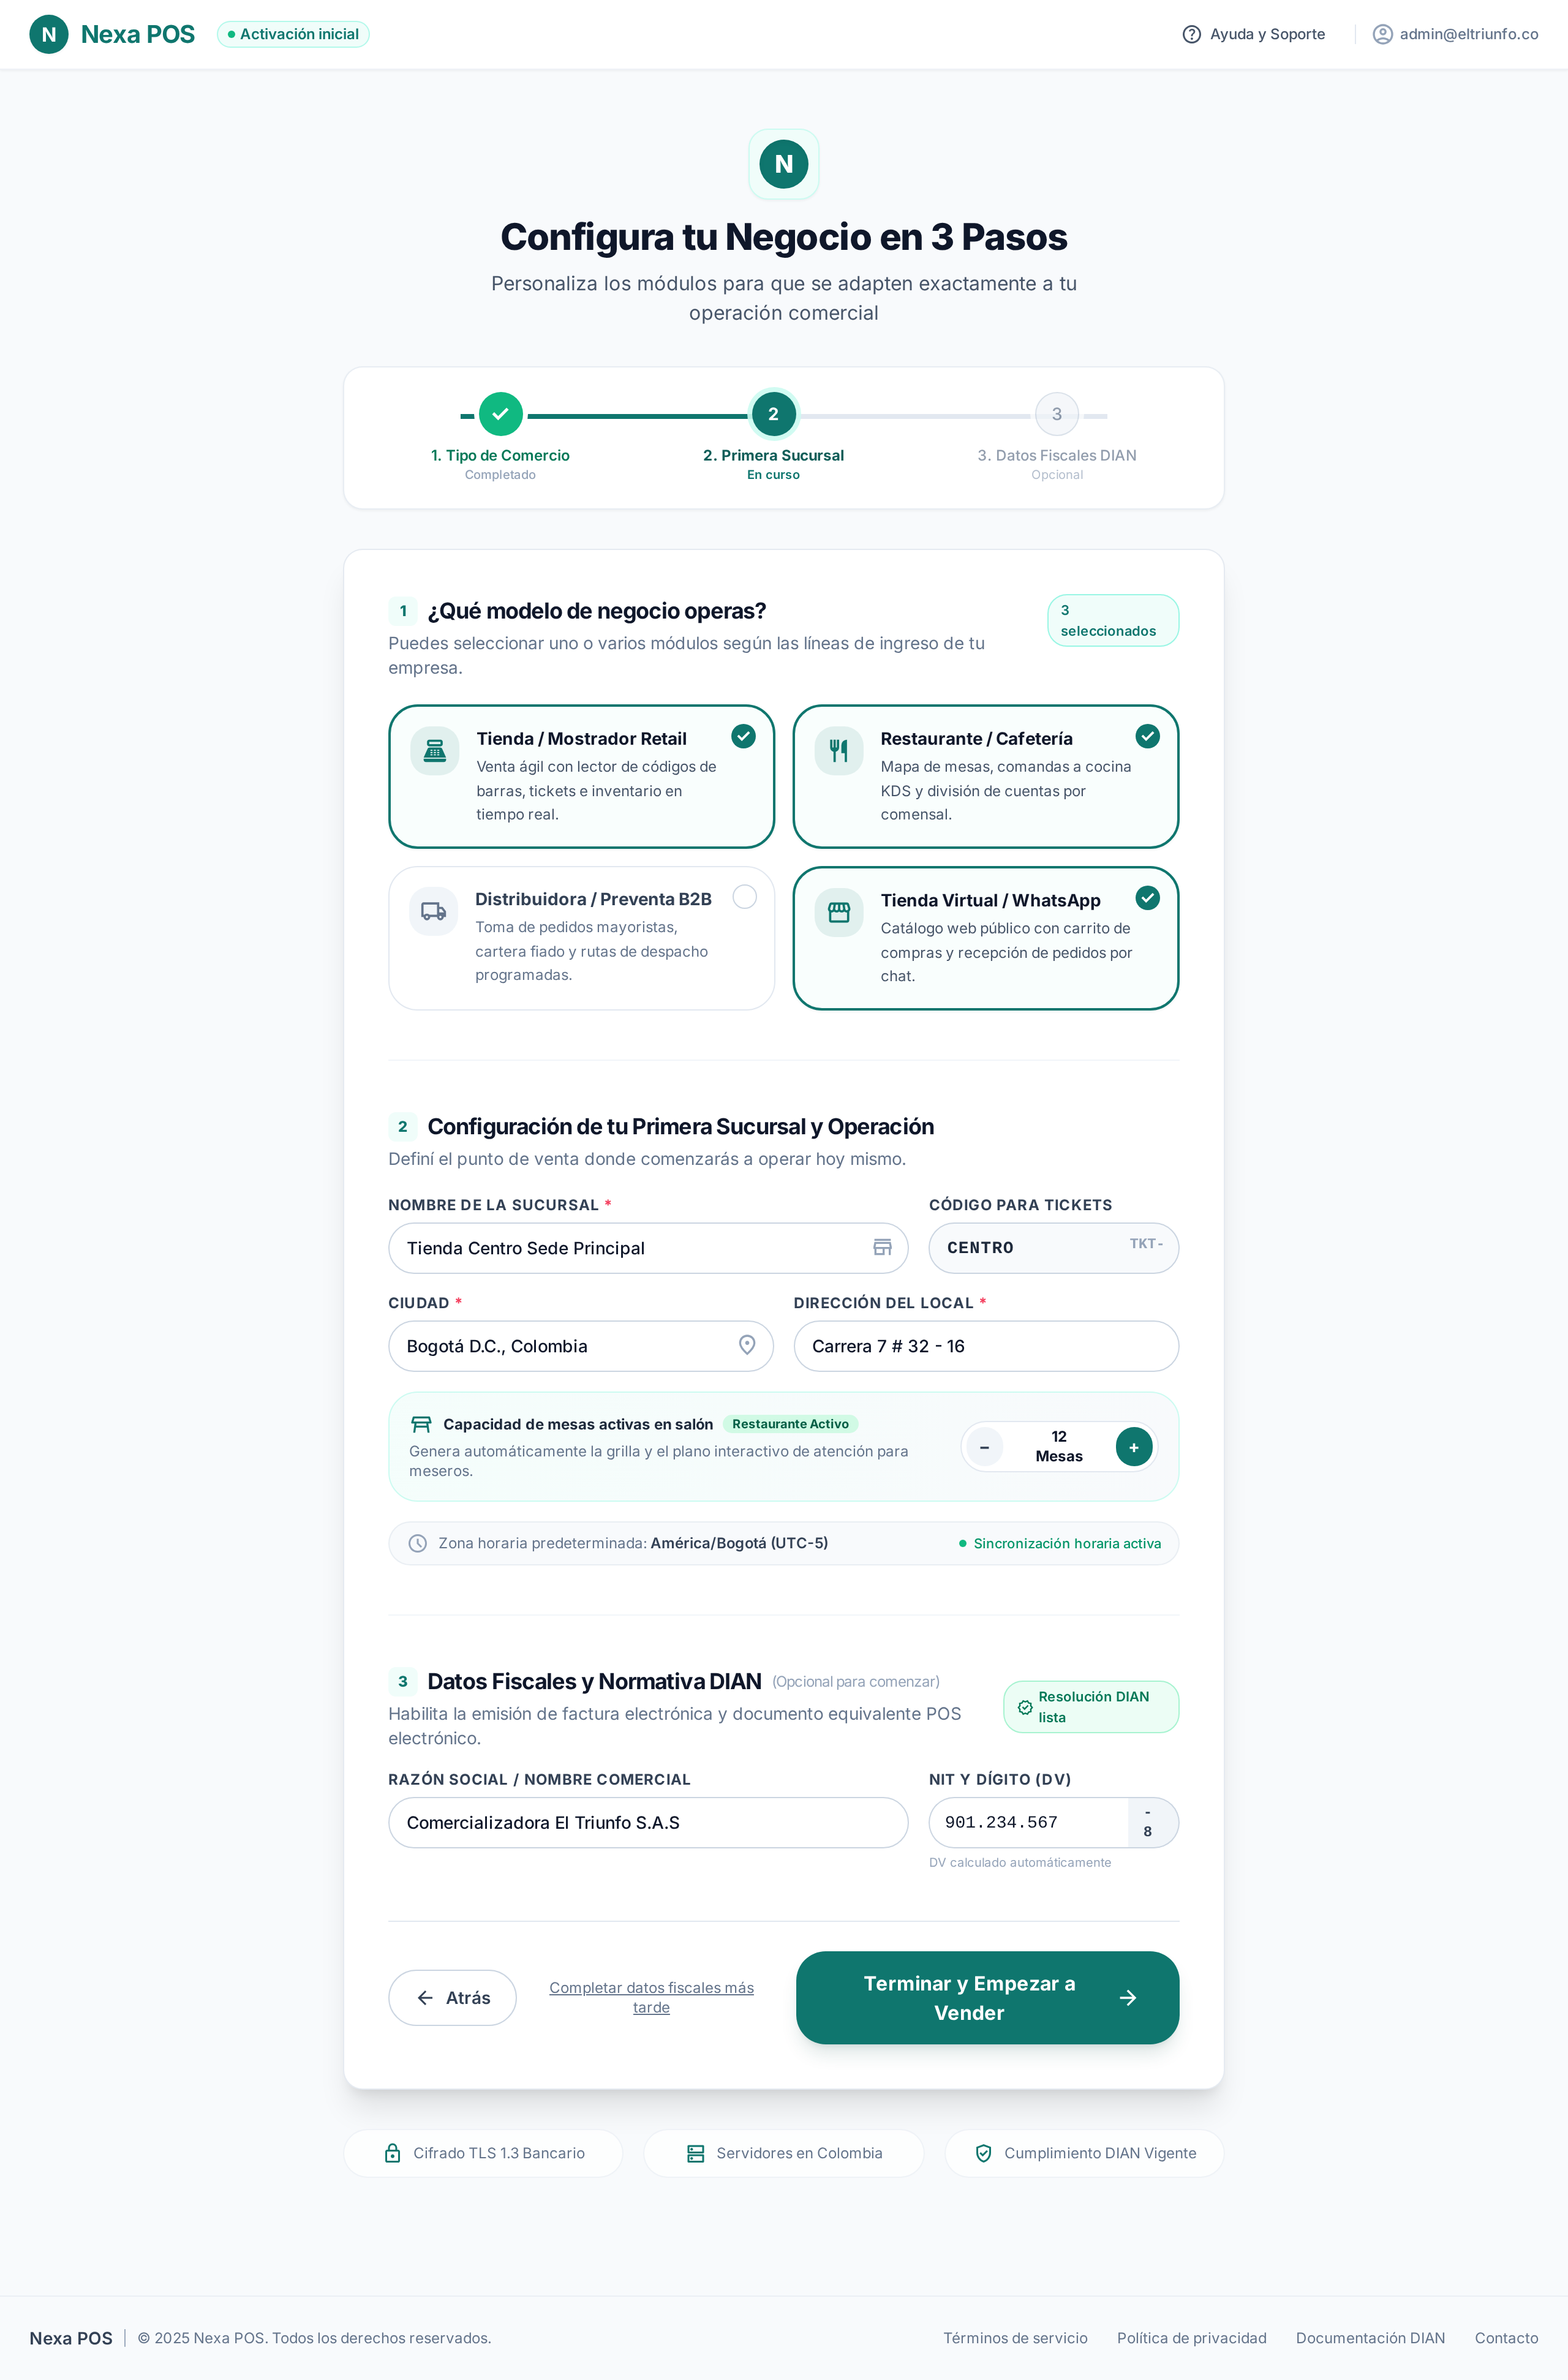 N Nexa POS Activación inicial Ayuda y Soporte admin@eltriunfo.co
N
Configura tu Negocio en 3 Pasos
Personaliza los módulos para que se adapten exactamente a tu
operación comercial
2 3
1. Tipo de Comercio 2. Primera Sucursal 3. Datos Fiscales DIAN
Completado En curso Opcional
1 ¿Qué modelo de negocio operas?
Puedes seleccionar uno o varios módulos según las líneas de ingreso de tu
empresa.
3
seleccionados
Tienda / Mostrador Retail
Venta ágil con lector de códigos de
barras, tickets e inventario en
tiempo real.
Restaurante / Cafetería
Mapa de mesas, comandas a cocina
KDS y división de cuentas por
comensal.
Distribuidora / Preventa B2B
Toma de pedidos mayoristas,
cartera fiado y rutas de despacho
programadas.
Tienda Virtual / WhatsApp
Catálogo web público con carrito de
compras y recepción de pedidos por
chat.
2 Configuración de tu Primera Sucursal y Operación
Definí el punto de venta donde comenzarás a operar hoy mismo.
NOMBRE DE LA SUCURSAL * CÓDIGO PARA TICKETS
Tienda Centro Sede Principal CENTRO TKT-
CIUDAD * DIRECCIÓN DEL LOCAL *
Bogotá D.C., Colombia Carrera 7 # 32 - 16
Capacidad de mesas activas en salón Restaurante Activo
Genera automáticamente la grilla y el plano interactivo de atención para
meseros.
– 12 +
Mesas
Zona horaria predeterminada: América/Bogotá (UTC-5) Sincronización horaria activa
3 Datos Fiscales y Normativa DIAN (Opcional para comenzar)
Habilita la emisión de factura electrónica y documento equivalente POS
electrónico.
Resolución DIAN
lista
RAZÓN SOCIAL / NOMBRE COMERCIAL NIT Y DÍGITO (DV)
Comercializadora El Triunfo S.A.S 901.234.567 -
8
DV calculado automáticamente
Atrás
Completar datos fiscales más
tarde
Terminar y Empezar a
Vender
Cifrado TLS 1.3 Bancario Servidores en Colombia Cumplimiento DIAN Vigente
Nexa POS © 2025 Nexa POS. Todos los derechos reservados. Términos de servicio Política de privacidad Documentación DIAN Contacto